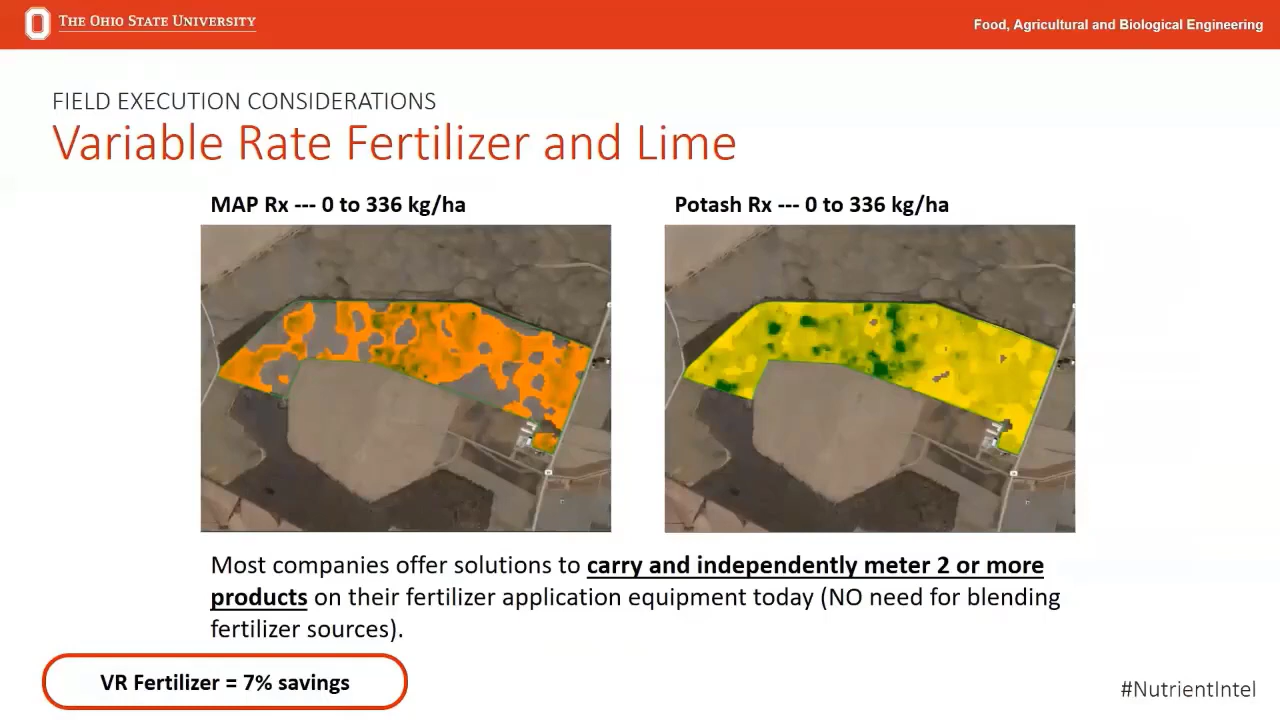 THE OHIO STATE UNIVERSITY
Food, Agricultural and Biological Engineering
FIELD EXECUTION CONSIDERATIONS
Variable Rate Fertilizer and Lime
MAP Rx --- 0 to 336 kg/ha
Potash Rx --- 0 to 336 kg/ha
Most companies offer solutions to carry and independently meter 2 or more
products on their fertilizer application equipment today (NO need for blending
fertilizer sources).
VR Fertilizer = 7% savings
#NutrientIntel